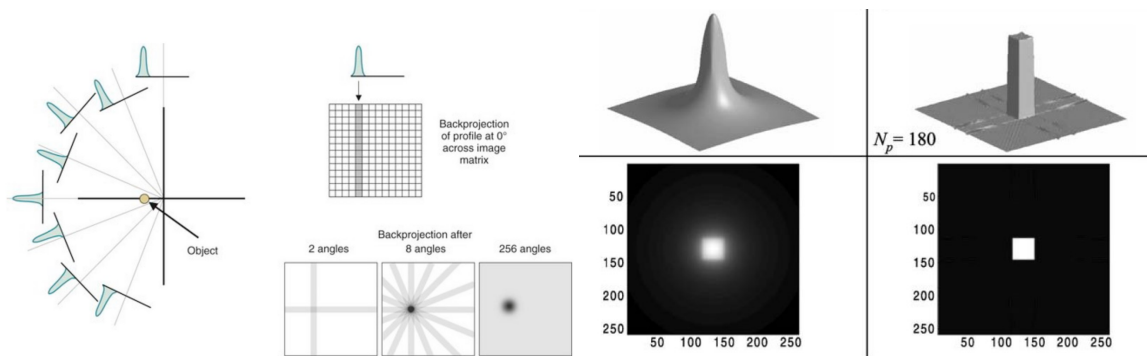 Object
Backprojection
of profile at 0°
across image
matrix
Backprojection after
2 angles
8 angles
256 angles
N_p = 180
50
100
150
200
250
50 100 150 200 250
50
100
150
200
250
50 100 150 200 250